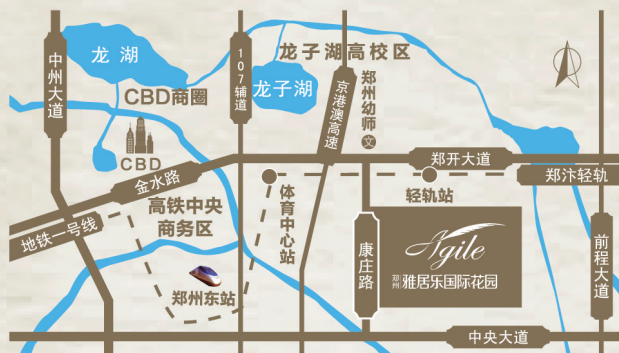 龙湖
中州大道
CBD商圈
CBD
107辅道
龙子湖高校区
龙子湖
京港澳高速
郑州幼师
文
郑开大道
金水路
地铁一号线
高铁中央
商务区
体育中心站
轻轨站
郑汴轻轨
郑州东站
康庄路
Agile
郑州
雅居乐国际花园
前程大道
中央大道